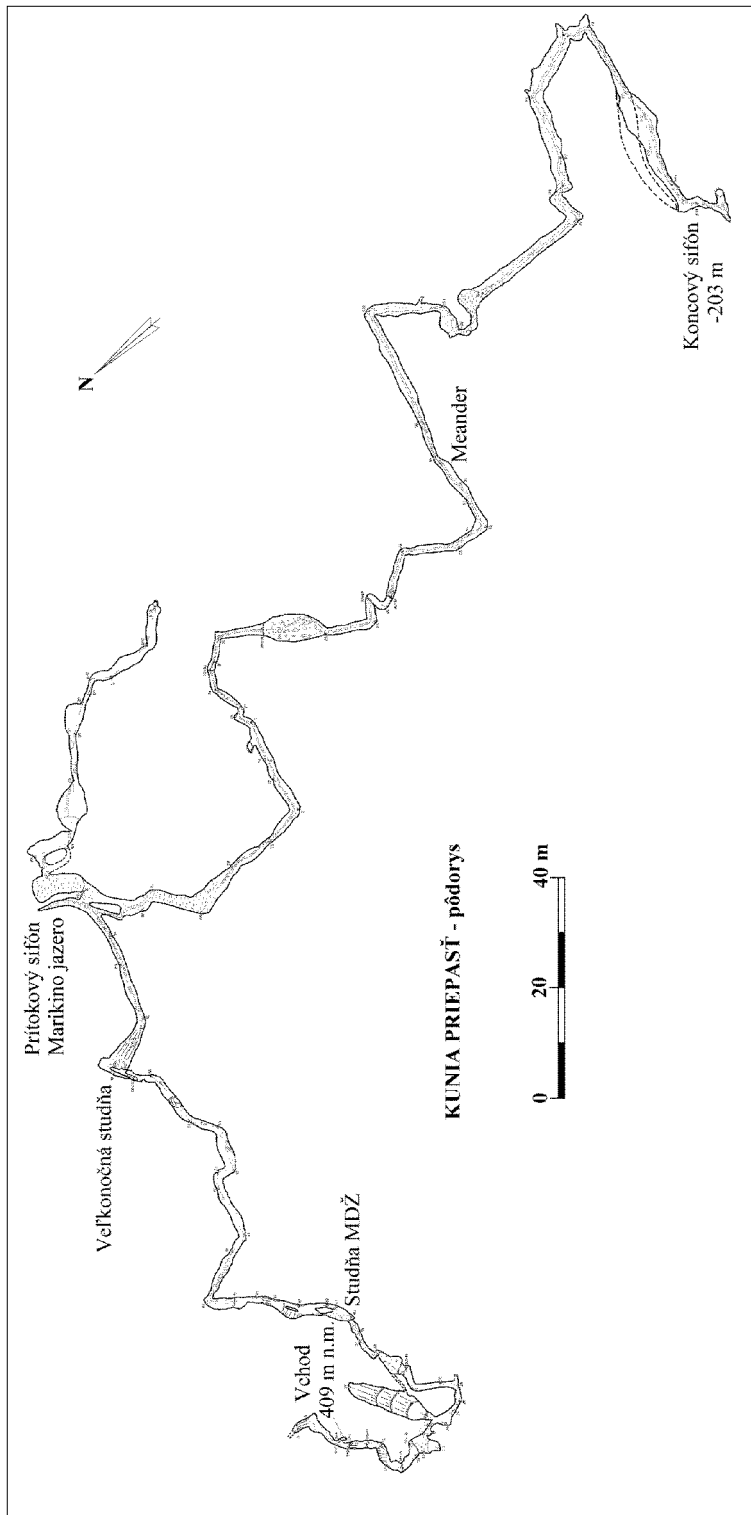 Prítokový sifón
Marikino jazero
Veľkonočná studňa
Vchod
409 m n.m.
Studňa MDŽ
N
Meander
Koncový sifón
-203 m
KUNIA PRIEPASŤ - pôdorys
0 20 40 m